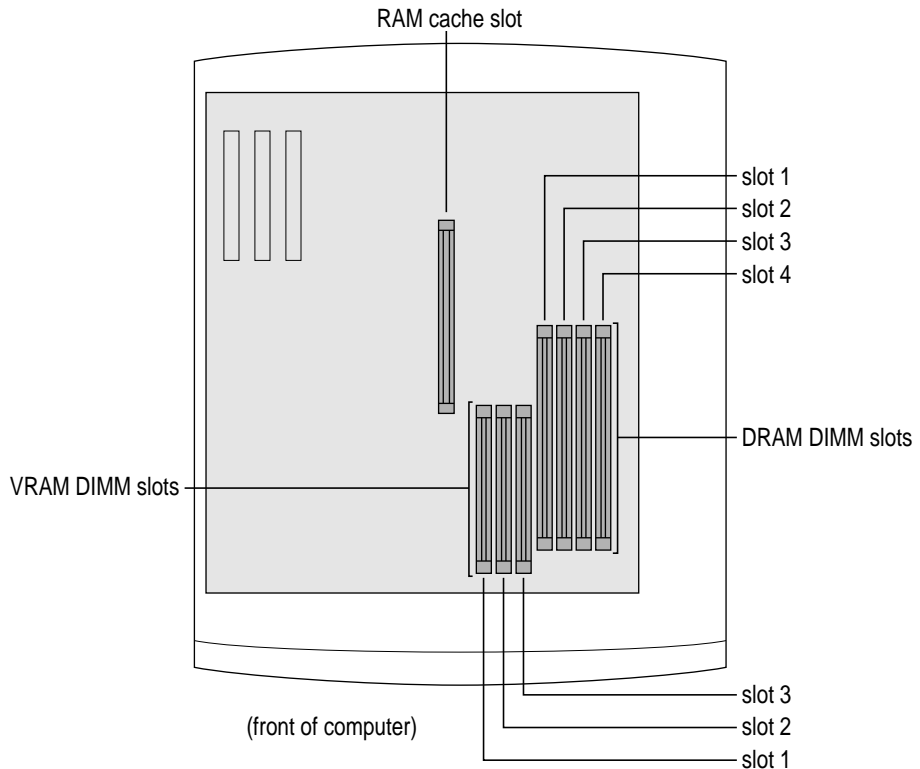 RAM cache slot
slot 1
slot 2
slot 3
slot 4
DRAM DIMM slots
VRAM DIMM slots
slot 3
(front of computer)
slot 2
slot 1